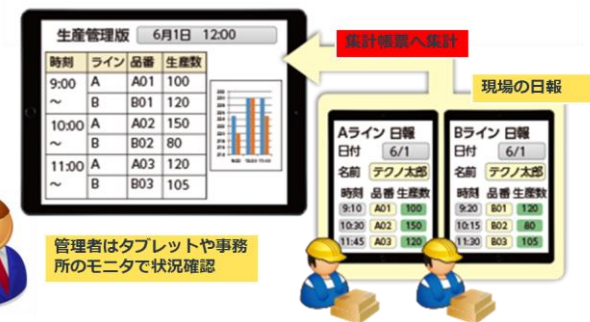 生産管理版 6月1日 12:00
時刻 ライン 品番 生産数
9:00 A A01 100
～ B B01 120
10:00 A A02 150
～ B B02 80
11:00 A A03 120
～ B B03 105
集計帳票へ集計
現場の日報
Aライン 日報
日付 6/1
名前 テクノ太郎
時刻 品番 生産数
9:10 A01 100
10:30 A02 150
11:45 A03 120
Bライン 日報
日付 6/1
名前 テクノ太郎
時刻 品番 生産数
9:20 B01 120
10:15 B02 80
11:30 B03 105
管理者はタブレットや事務
所のモニタで状況確認